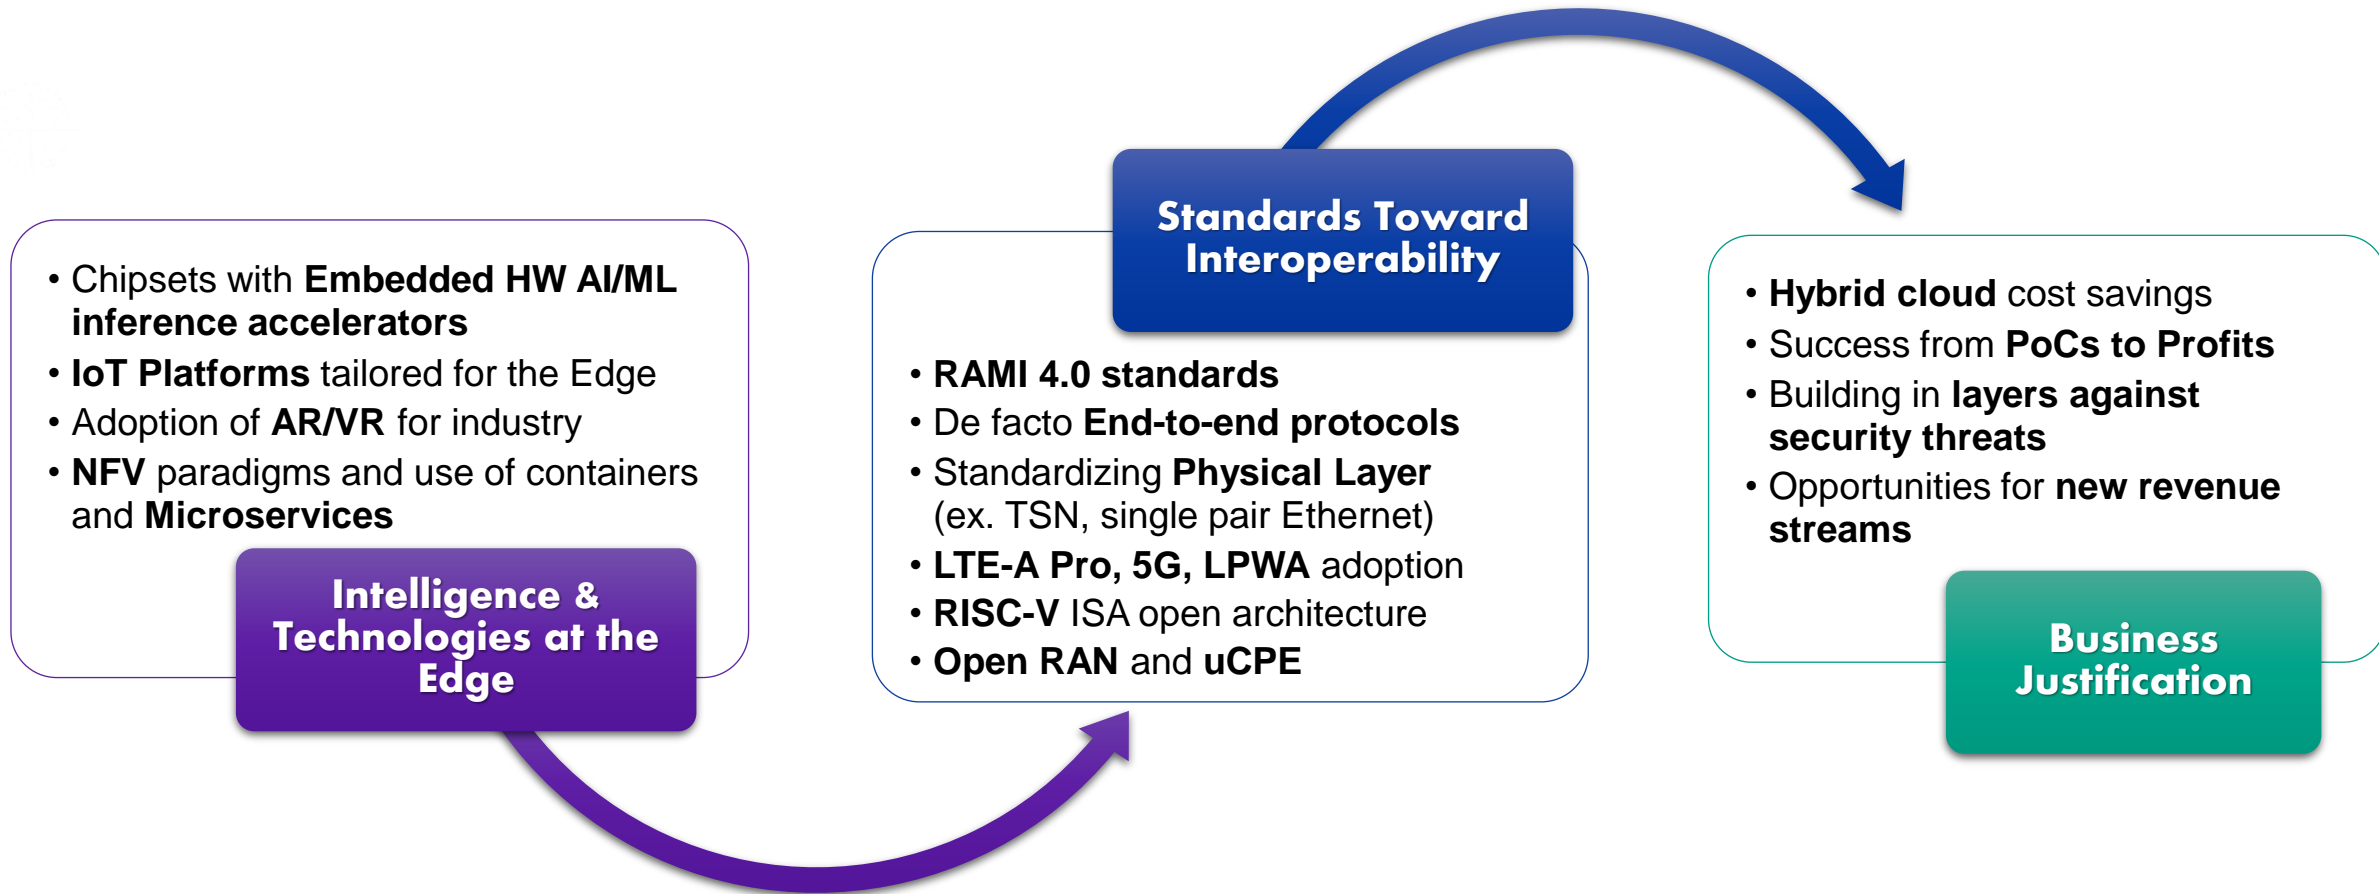 • Chipsets with Embedded HW AI/ML
inference accelerators
• IoT Platforms tailored for the Edge
• Adoption of AR/VR for industry
• NFV paradigms and use of containers
and Microservices
Intelligence &
Technologies at the
Edge
Standards Toward
Interoperability
• RAMI 4.0 standards
• De facto End-to-end protocols
• Standardizing Physical Layer
(ex. TSN, single pair Ethernet)
• LTE-A Pro, 5G, LPWA adoption
• RISC-V ISA open architecture
• Open RAN and uCPE
• Hybrid cloud cost savings
• Success from PoCs to Profits
• Building in layers against
security threats
• Opportunities for new revenue
streams
Business
Justification